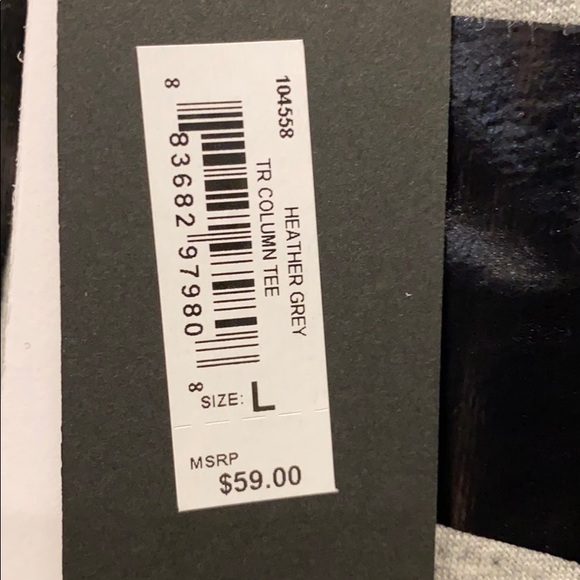 104558
HEATHER GREY
TR COLUMN TEE
8 83682 97980 8
SIZE: L
MSRP
$59.00